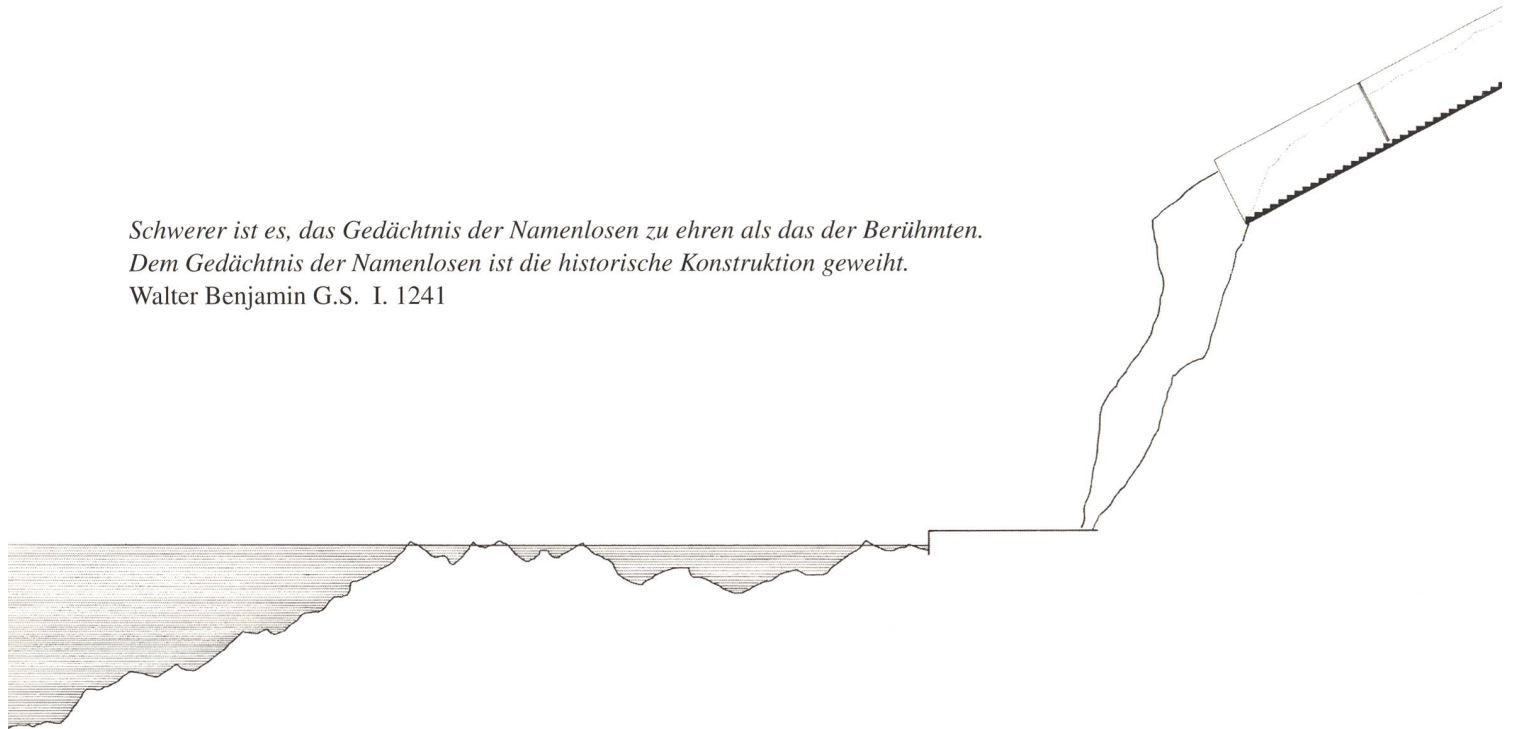 Schwerer ist es, das Gedächtnis der Namenlosen zu ehren als das der Berühmten.
Dem Gedächtnis der Namenlosen ist die historische Konstruktion geweiht.
Walter Benjamin G.S. I. 1241